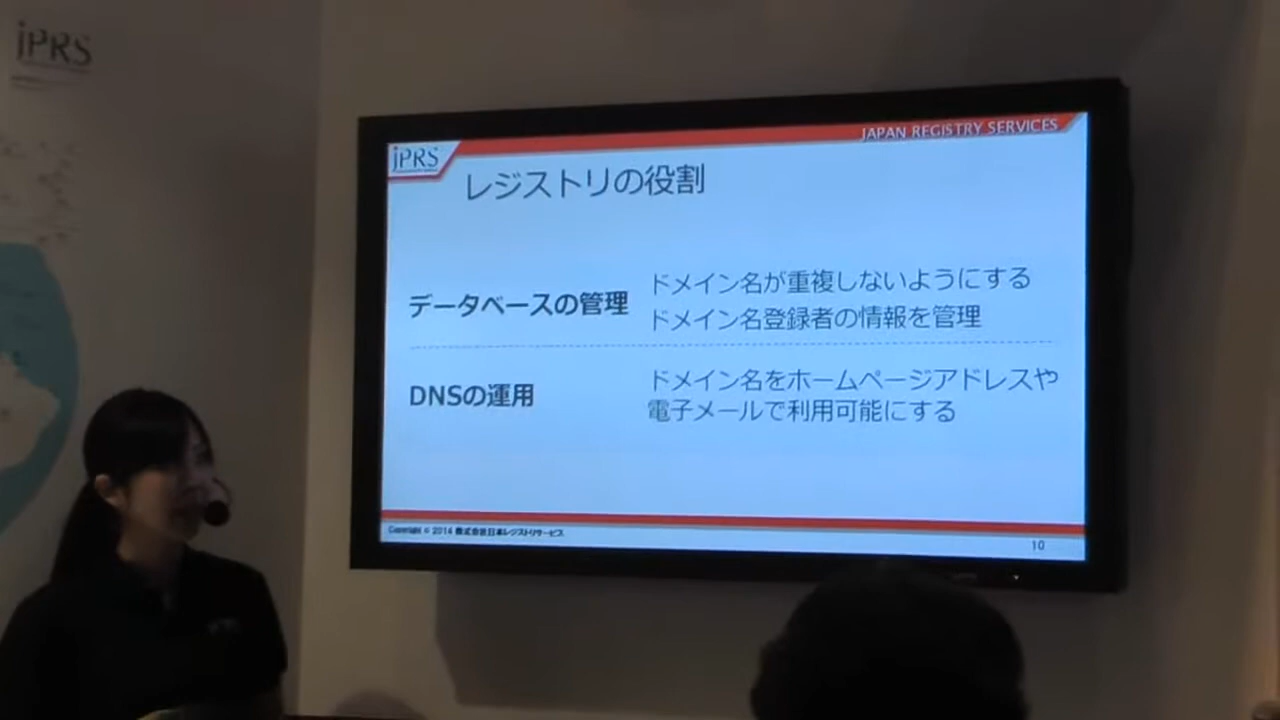 JPRS
JAPAN REGISTRY SERVICES
JPRS
レジストリの役割
データベースの管理
ドメイン名が重複しないようにする
ドメイン名登録者の情報を管理
DNSの運用
ドメイン名をホームページアドレスや
電子メールで利用可能にする
Copyright © 2014 株式会社日本レジストリサービス
10